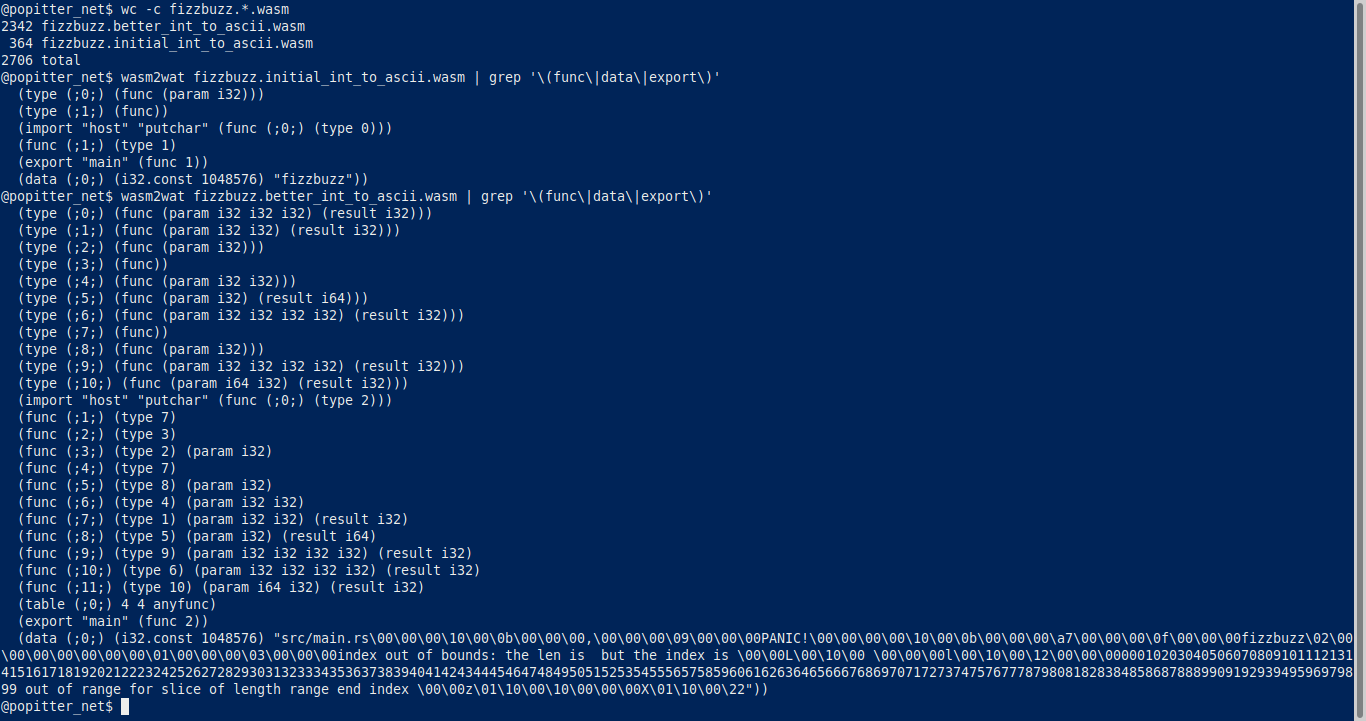 @popitter_net$ wc -c fizzbuzz.*.wasm
2342 fizzbuzz.better_int_to_ascii.wasm
 364 fizzbuzz.initial_int_to_ascii.wasm
2706 total
@popitter_net$ wasm2wat fizzbuzz.initial_int_to_ascii.wasm | grep '\(func\|data\|export\)'
  (type (;0;) (func (param i32)))
  (type (;1;) (func))
  (import "host" "putchar" (func (;0;) (type 0)))
  (func (;1;) (type 1)
  (export "main" (func 1))
  (data (;0;) (i32.const 1048576) "fizzbuzz"))
@popitter_net$ wasm2wat fizzbuzz.better_int_to_ascii.wasm | grep '\(func\|data\|export\)'
  (type (;0;) (func (param i32 i32 i32) (result i32)))
  (type (;1;) (func (param i32 i32) (result i32)))
  (type (;2;) (func (param i32)))
  (type (;3;) (func))
  (type (;4;) (func (param i32 i32)))
  (type (;5;) (func (param i32) (result i64)))
  (type (;6;) (func (param i32 i32 i32 i32) (result i32)))
  (type (;7;) (func))
  (type (;8;) (func (param i32)))
  (type (;9;) (func (param i32 i32 i32 i32) (result i32)))
  (type (;10;) (func (param i64 i32) (result i32)))
  (import "host" "putchar" (func (;0;) (type 2)))
  (func (;1;) (type 7)
  (func (;2;) (type 3)
  (func (;3;) (type 2) (param i32)
  (func (;4;) (type 7)
  (func (;5;) (type 8) (param i32)
  (func (;6;) (type 4) (param i32 i32)
  (func (;7;) (type 1) (param i32 i32) (result i32)
  (func (;8;) (type 5) (param i32) (result i64)
  (func (;9;) (type 9) (param i32 i32 i32 i32) (result i32)
  (func (;10;) (type 6) (param i32 i32 i32 i32) (result i32)
  (func (;11;) (type 10) (param i64 i32) (result i32)
  (table (;0;) 4 4 anyfunc)
  (export "main" (func 2))
  (data (;0;) (i32.const 1048576) "src/main.rs\00\00\00\10\00\0b\00\00\00,\00\00\00\09\00\00\00PANIC!\00\00\00\00\10\00\0b\00\00\00\a7\00\00\00\0f\00\00\00fizzbuzz\02\00
\00\00\00\00\00\00\01\00\00\00\03\00\00\00index out of bounds: the len is  but the index is \00\00L\00\10\00 \00\00\00l\00\10\00\12\00\00\0000010203040506070809101112131
4151617181920212223242526272829303132333435363738394041424344454647484950515253545556575859606162636465666768697071727374757677787980818283848586878889909192939495969798
99 out of range for slice of length range end index \00\00z\01\10\00\10\00\00\00X\01\10\00\22"))
@popitter_net$